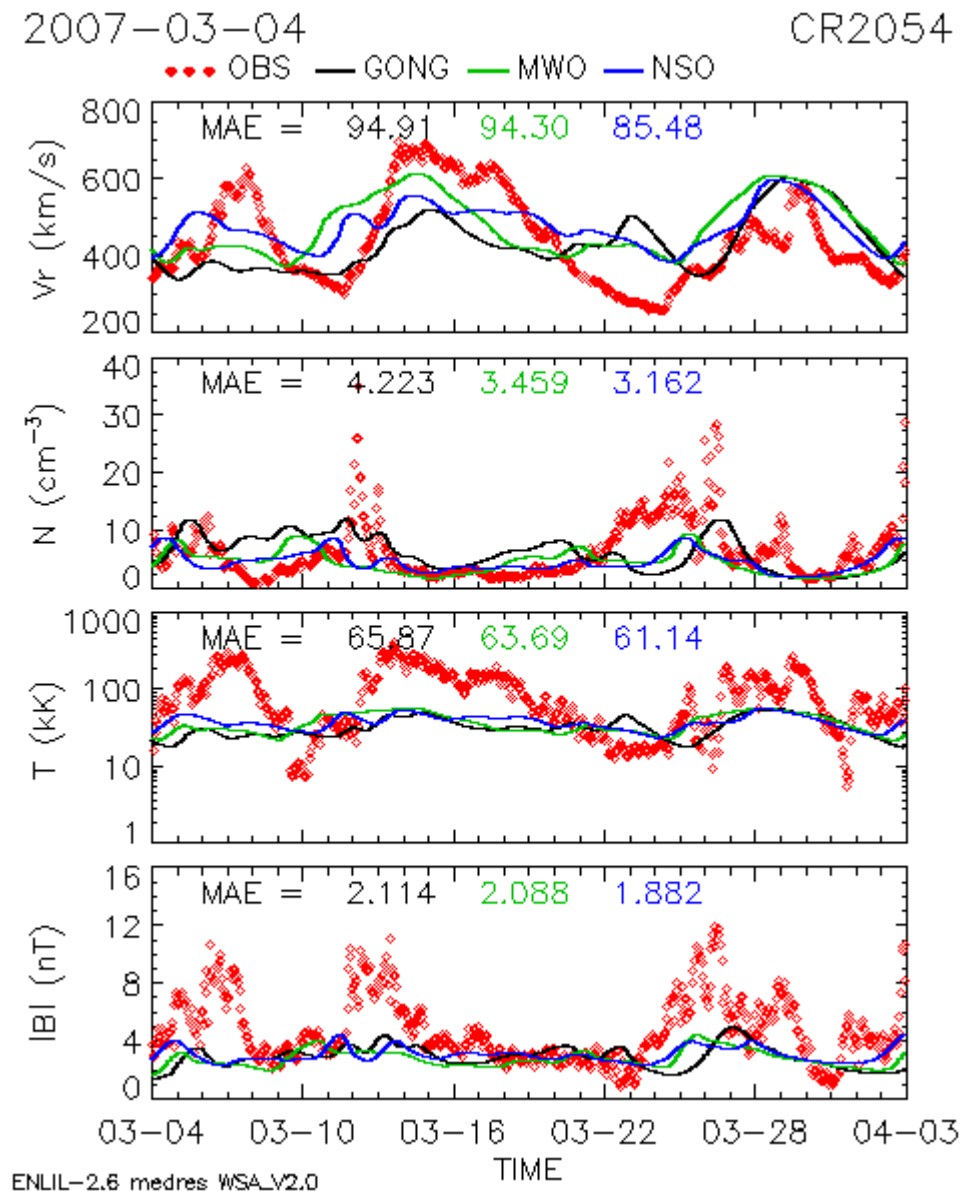 2007-03-04 CR2054
OBS GONG MWO NSO
800
MAE = 94.91 94.30 85.48
600
400
200
Vr (km/s)
40
MAE = 4.223 3.459 3.162
30
20
10
0
N (cm⁻³)
1000
MAE = 65.87 63.69 61.14
100
10
1
T (kK)
16
MAE = 2.114 2.088 1.882
12
8
4
0
|B| (nT)
03-04 03-10 03-16 03-22 03-28 04-03
TIME
ENLIL-2.6 medres WSA_V2.0